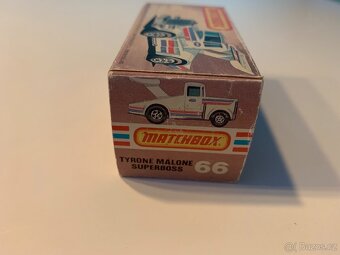 MATCHBOX
TYRONE MALONE
SUPERBOSS
66